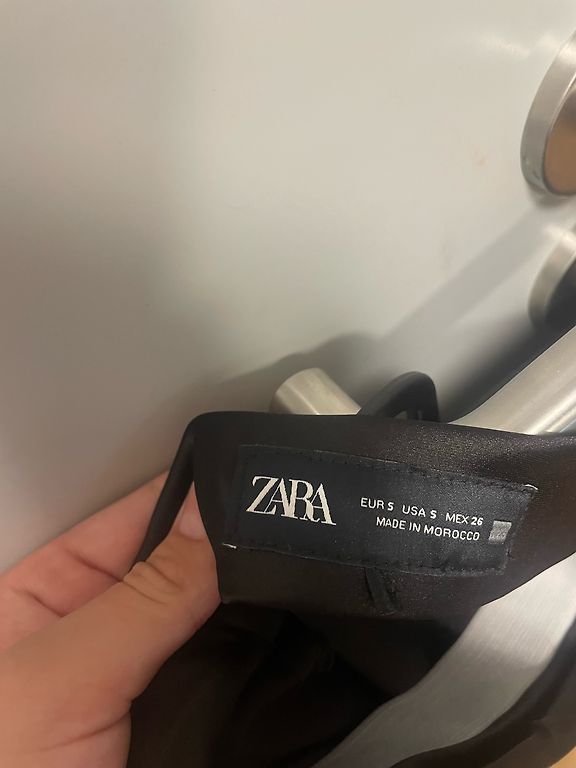 ZARA
EUR S USA S MEX 26
MADE IN MOROCCO